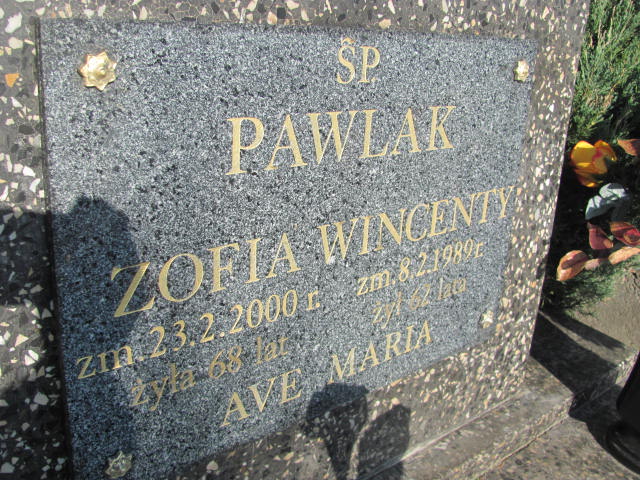 ŚP
PAWLAK
ZOFIA WINCENTY
zm. 23.2.2000 r. zm. 8.2.1989 r.
żyła 68 lat żył 62 lata
AVE MARIA